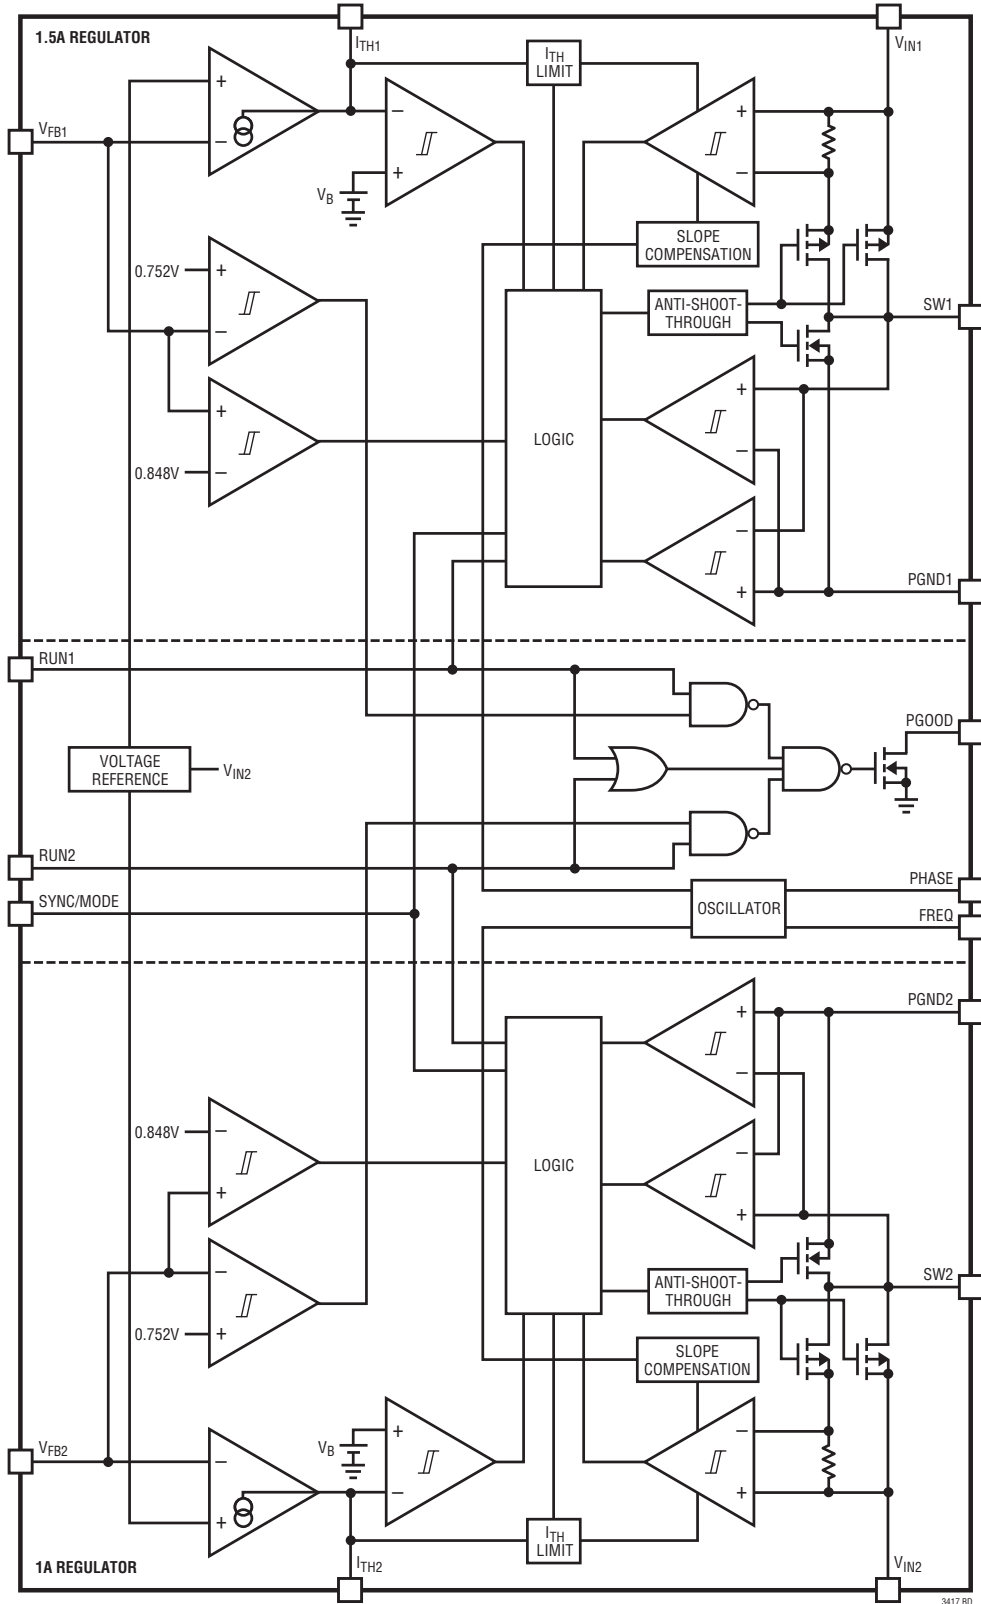 1.5A REGULATOR
ITH1
ITH
LIMIT
VIN1
+
VFB1
–
–
+
VB
+
–
SLOPE
COMPENSATION
0.752V
+
–
ANTI-SHOOT-
THROUGH
SW1
+
0.848V
–
LOGIC
+
–
–
+
PGND1
RUN1
PGOOD
VOLTAGE
REFERENCE
VIN2
RUN2
SYNC/MODE
OSCILLATOR
PHASE
FREQ
PGND2
+
–
0.848V
–
+
LOGIC
–
+
–
0.752V
+
ANTI-SHOOT-
THROUGH
SW2
SLOPE
COMPENSATION
VFB2
–
+
VB
+
–
–
+
ITH
LIMIT
1A REGULATOR
ITH2
VIN2
3417 BD